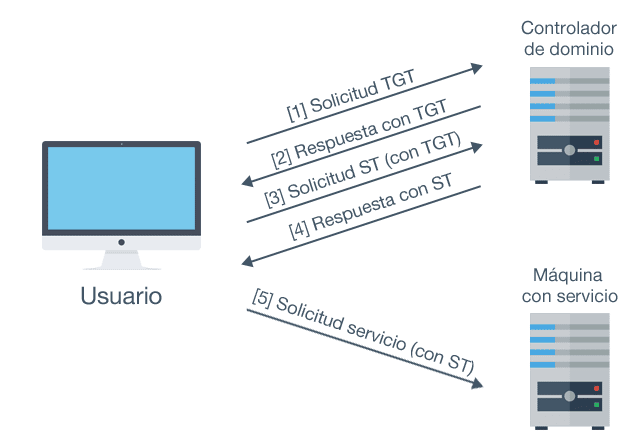 Controlador
de dominio
[1] Solicitud TGT
[2] Respuesta con TGT
[3] Solicitud ST (con TGT)
[4] Respuesta con ST
Usuario
Máquina
con servicio
[5] Solicitud servicio (con ST)